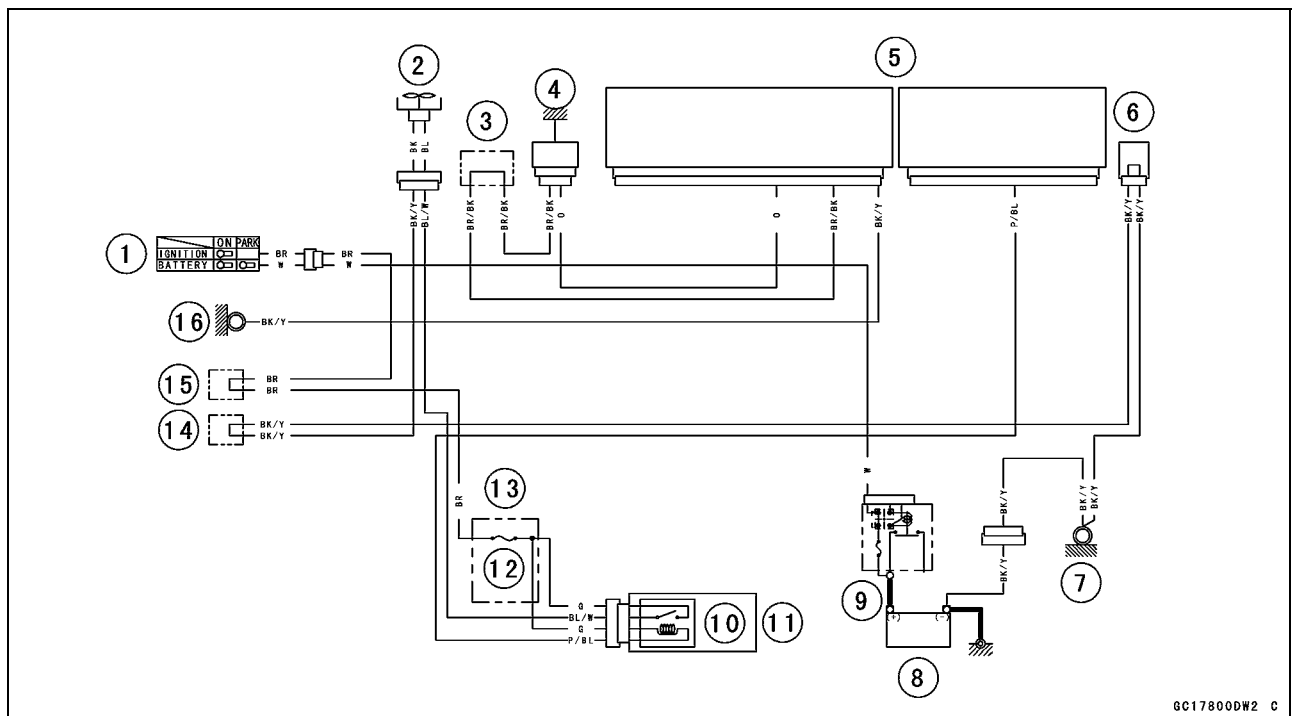 2
5
4
6
3
BK
BL
BK/Y
BL/W
BR/BK
BR/BK
BR/BK
O
O
BR/BK
BK/Y
P/BL
BK/Y
BK/Y
1
ON PARK
IGNITION
BATTERY
BR
W
BR
W
16
BK/Y
15
BR
BR
14
BK/Y
BK/Y
BR
13
12
W
BK/Y
BK/Y
BK/Y
BK/Y
7
9
G
BL/W
G
P/BL
10
11
(+)
(-)
8
GC17800DW2 C